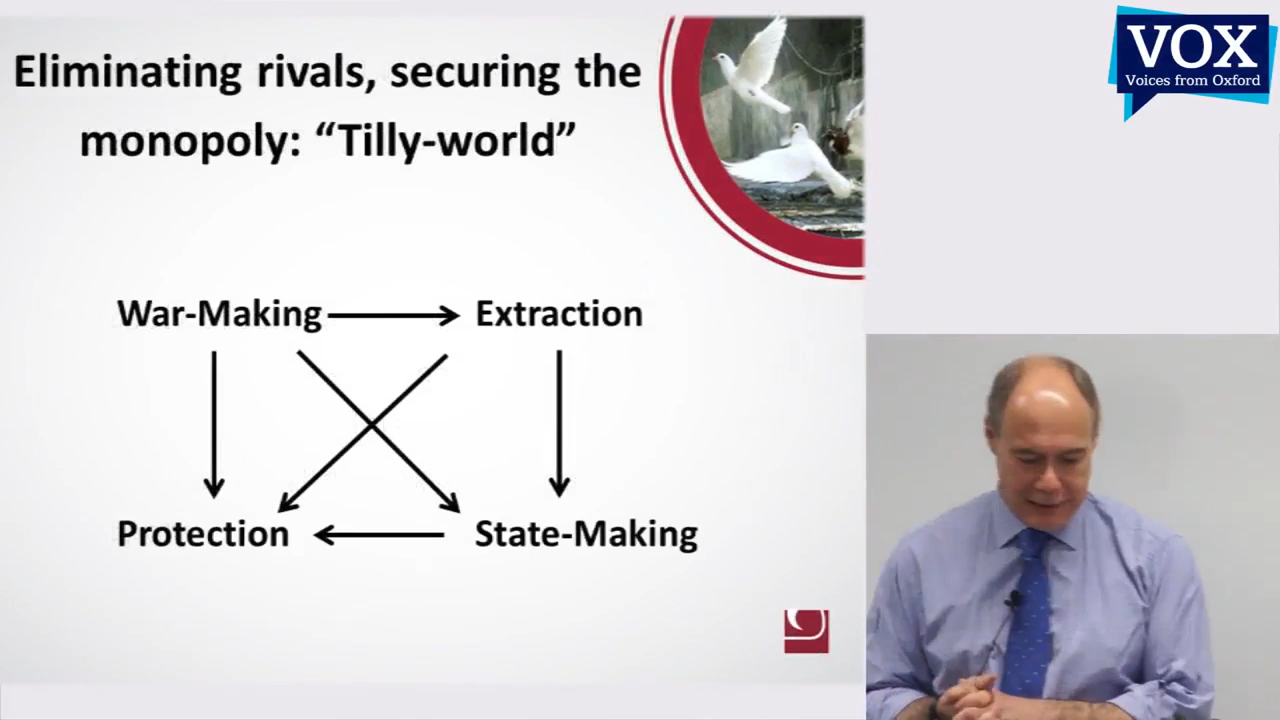 Eliminating rivals, securing the
monopoly: “Tilly-world”
War-Making
Extraction
Protection
State-Making
VOX
Voices from Oxford